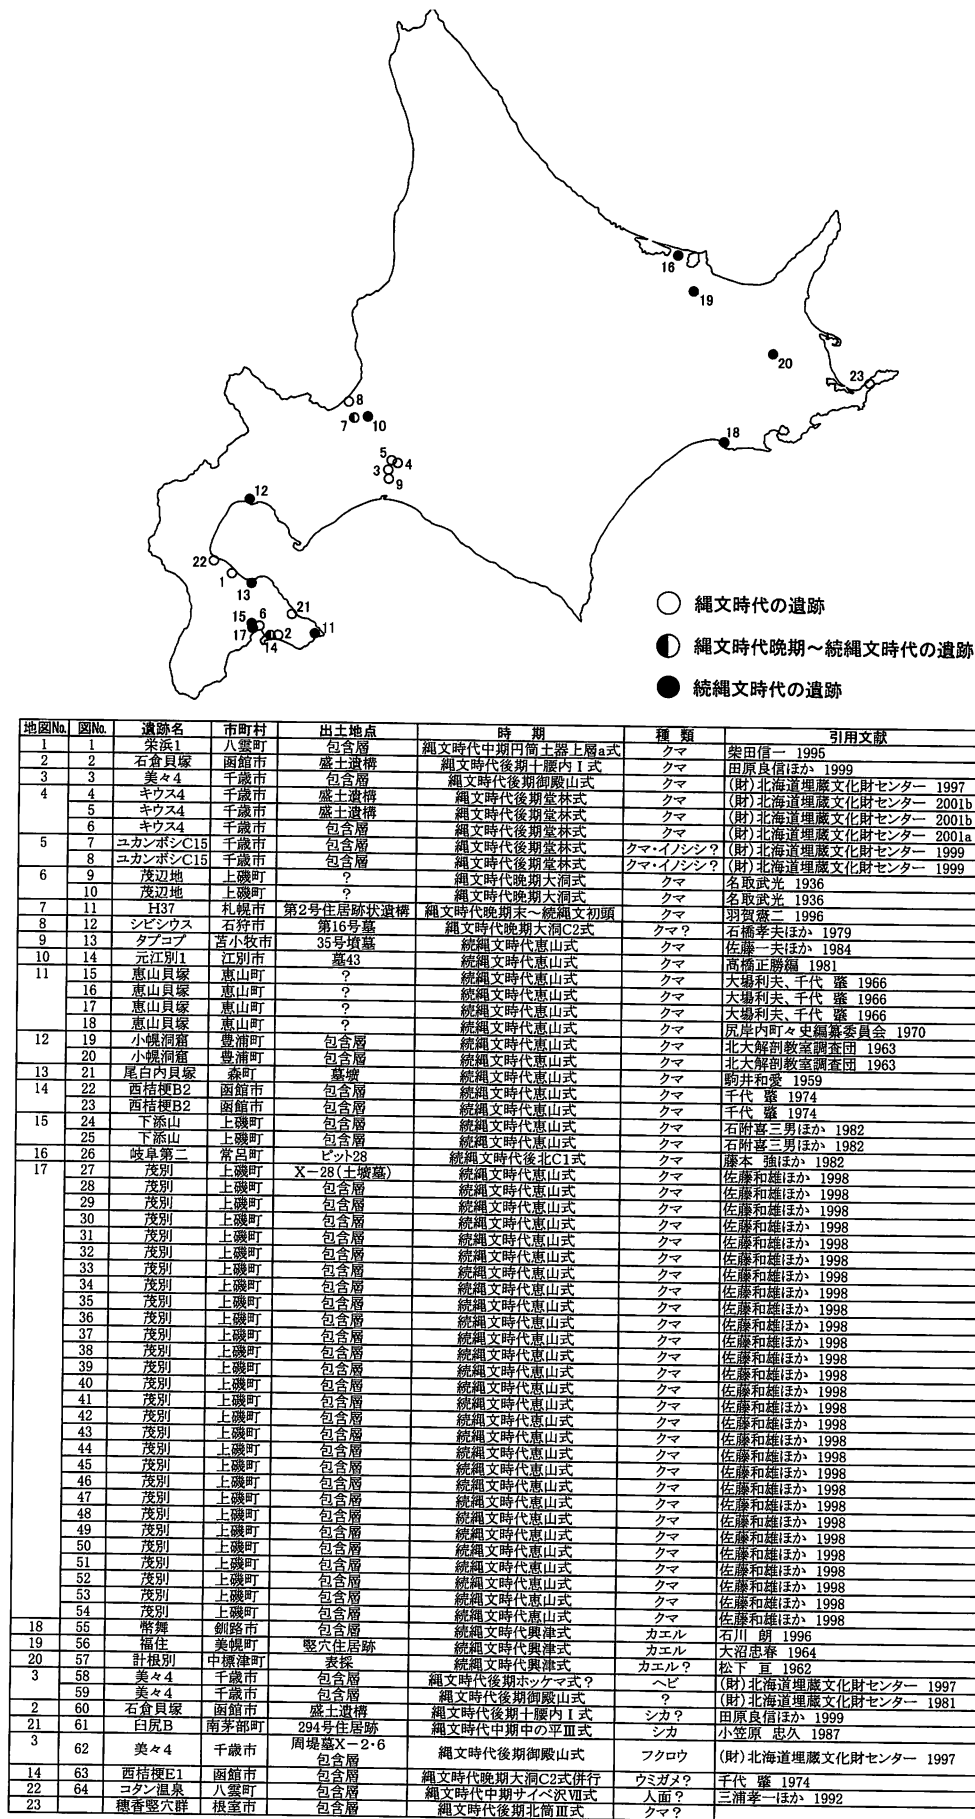 16
19
20
23
8
7
10
18
5
4
3
9
12
22
1
13
21
15
6
17
14
2
11
○ 縄文時代の遺跡
縄文時代晩期～続縄文時代の遺跡
● 続縄文時代の遺跡
地図No. 図No. 遺跡名 市町村 出土地点 時 期 種 類 引用文献
1 1 栄浜1 八雲町 包含層 縄文時代中期円筒土器上層a式 クマ 柴田信一 1995
2 2 石倉貝塚 函館市 盛土遺構 縄文時代後期十腰内Ⅰ式 クマ 田原良信ほか 1999
3 3 美々4 千歳市 包含層 縄文時代後期御殿山式 クマ (財)北海道埋蔵文化財センター 1997
4 4 キウス4 千歳市 盛土遺構 縄文時代後期堂林式 クマ (財)北海道埋蔵文化財センター 2001b
5 キウス4 千歳市 盛土遺構 縄文時代後期堂林式 クマ (財)北海道埋蔵文化財センター 2001b
6 キウス4 千歳市 包含層 縄文時代後期堂林式 クマ (財)北海道埋蔵文化財センター 2001a
5 7 ユカンボシC15 千歳市 包含層 縄文時代後期堂林式 クマ・イノシシ？ (財)北海道埋蔵文化財センター 1999
8 ユカンボシC15 千歳市 包含層 縄文時代後期堂林式 クマ・イノシシ？ (財)北海道埋蔵文化財センター 1999
6 9 茂辺地 上磯町 ？ 縄文時代晩期大洞式 クマ 名取武光 1936
10 茂辺地 上磯町 ？ 縄文時代晩期大洞式 クマ 名取武光 1936
7 11 H37 札幌市 第2号住居跡状遺構 縄文時代晩期末～続縄文初頭 クマ 羽賀憲二 1996
8 12 シビシウス 石狩市 第16号墓 縄文時代晩期大洞C2式 クマ？ 石橋孝夫ほか 1979
9 13 タプコプ 苫小牧市 35号墳墓 続縄文時代恵山式 クマ 佐藤一夫ほか 1984
10 14 元江別1 江別市 墓43 続縄文時代恵山式 クマ 高橋正勝編 1981
11 15 恵山貝塚 恵山町 ？ 続縄文時代恵山式 クマ 大場利夫、千代 肇 1966
16 恵山貝塚 恵山町 ？ 続縄文時代恵山式 クマ 大場利夫、千代 肇 1966
17 恵山貝塚 恵山町 ？ 続縄文時代恵山式 クマ 大場利夫、千代 肇 1966
18 恵山貝塚 恵山町 ？ 続縄文時代恵山式 クマ 尻岸内町々史編纂委員会 1970
12 19 小幌洞窟 豊浦町 包含層 続縄文時代恵山式 クマ 北大解剖教室調査団 1963
20 小幌洞窟 豊浦町 包含層 続縄文時代恵山式 クマ 北大解剖教室調査団 1963
13 21 尾白内貝塚 森町 墓壙 続縄文時代恵山式 クマ 駒井和愛 1959
14 22 西桔梗B2 函館市 包含層 続縄文時代恵山式 クマ 千代 肇 1974
23 西桔梗B2 函館市 包含層 続縄文時代恵山式 クマ 千代 肇 1974
15 24 下添山 上磯町 包含層 続縄文時代恵山式 クマ 石附喜三男ほか 1982
25 下添山 上磯町 包含層 続縄文時代恵山式 クマ 石附喜三男ほか 1982
16 26 岐阜第二 常呂町 ピット28 続縄文時代後北C1式 クマ 藤本 強ほか 1982
17 27 茂別 上磯町 X－28(土壙墓) 続縄文時代恵山式 クマ 佐藤和雄ほか 1998
28 茂別 上磯町 包含層 続縄文時代恵山式 クマ 佐藤和雄ほか 1998
29 茂別 上磯町 包含層 続縄文時代恵山式 クマ 佐藤和雄ほか 1998
30 茂別 上磯町 包含層 続縄文時代恵山式 クマ 佐藤和雄ほか 1998
31 茂別 上磯町 包含層 続縄文時代恵山式 クマ 佐藤和雄ほか 1998
32 茂別 上磯町 包含層 続縄文時代恵山式 クマ 佐藤和雄ほか 1998
33 茂別 上磯町 包含層 続縄文時代恵山式 クマ 佐藤和雄ほか 1998
34 茂別 上磯町 包含層 続縄文時代恵山式 クマ 佐藤和雄ほか 1998
35 茂別 上磯町 包含層 続縄文時代恵山式 クマ 佐藤和雄ほか 1998
36 茂別 上磯町 包含層 続縄文時代恵山式 クマ 佐藤和雄ほか 1998
37 茂別 上磯町 包含層 続縄文時代恵山式 クマ 佐藤和雄ほか 1998
38 茂別 上磯町 包含層 続縄文時代恵山式 クマ 佐藤和雄ほか 1998
39 茂別 上磯町 包含層 続縄文時代恵山式 クマ 佐藤和雄ほか 1998
40 茂別 上磯町 包含層 続縄文時代恵山式 クマ 佐藤和雄ほか 1998
41 茂別 上磯町 包含層 続縄文時代恵山式 クマ 佐藤和雄ほか 1998
42 茂別 上磯町 包含層 続縄文時代恵山式 クマ 佐藤和雄ほか 1998
43 茂別 上磯町 包含層 続縄文時代恵山式 クマ 佐藤和雄ほか 1998
44 茂別 上磯町 包含層 続縄文時代恵山式 クマ 佐藤和雄ほか 1998
45 茂別 上磯町 包含層 続縄文時代恵山式 クマ 佐藤和雄ほか 1998
46 茂別 上磯町 包含層 続縄文時代恵山式 クマ 佐藤和雄ほか 1998
47 茂別 上磯町 包含層 続縄文時代恵山式 クマ 佐藤和雄ほか 1998
48 茂別 上磯町 包含層 続縄文時代恵山式 クマ 佐藤和雄ほか 1998
49 茂別 上磯町 包含層 続縄文時代恵山式 クマ 佐藤和雄ほか 1998
50 茂別 上磯町 包含層 続縄文時代恵山式 クマ 佐藤和雄ほか 1998
51 茂別 上磯町 包含層 続縄文時代恵山式 クマ 佐藤和雄ほか 1998
52 茂別 上磯町 包含層 続縄文時代恵山式 クマ 佐藤和雄ほか 1998
53 茂別 上磯町 包含層 続縄文時代恵山式 クマ 佐藤和雄ほか 1998
54 茂別 上磯町 包含層 続縄文時代恵山式 クマ 佐藤和雄ほか 1998
18 55 幣舞 釧路市 包含層 続縄文時代興津式 カエル 石川 朗 1996
19 56 福住 美幌町 竪穴住居跡 続縄文時代興津式 カエル 大沼忠春 1964
20 57 計根別 中標津町 表採 続縄文時代興津式 カエル？ 松下 亘 1962
3 58 美々4 千歳市 包含層 縄文時代後期ホッケマ式？ ヘビ (財)北海道埋蔵文化財センター 1997
59 美々4 千歳市 包含層 縄文時代後期御殿山式 ？ (財)北海道埋蔵文化財センター 1981
2 60 石倉貝塚 函館市 盛土遺構 縄文時代後期十腰内Ⅰ式 シカ？ 田原良信ほか 1999
21 61 臼尻B 南茅部町 294号住居跡 縄文時代中期中の平Ⅲ式 シカ 小笠原 忠久 1987
3 62 美々4 千歳市 周堤墓X－2・6 包含層 縄文時代後期御殿山式 フクロウ (財)北海道埋蔵文化財センター 1997
14 63 西桔梗E1 函館市 包含層 縄文時代晩期大洞C2式併行 ウミガメ？ 千代 肇 1974
22 64 コタン温泉 八雲町 包含層 縄文時代中期サイベ沢Ⅶ式 人面？ 三浦孝一ほか 1992
23 穂香竪穴群 根室市 包含層 縄文時代後期北筒Ⅲ式 クマ？